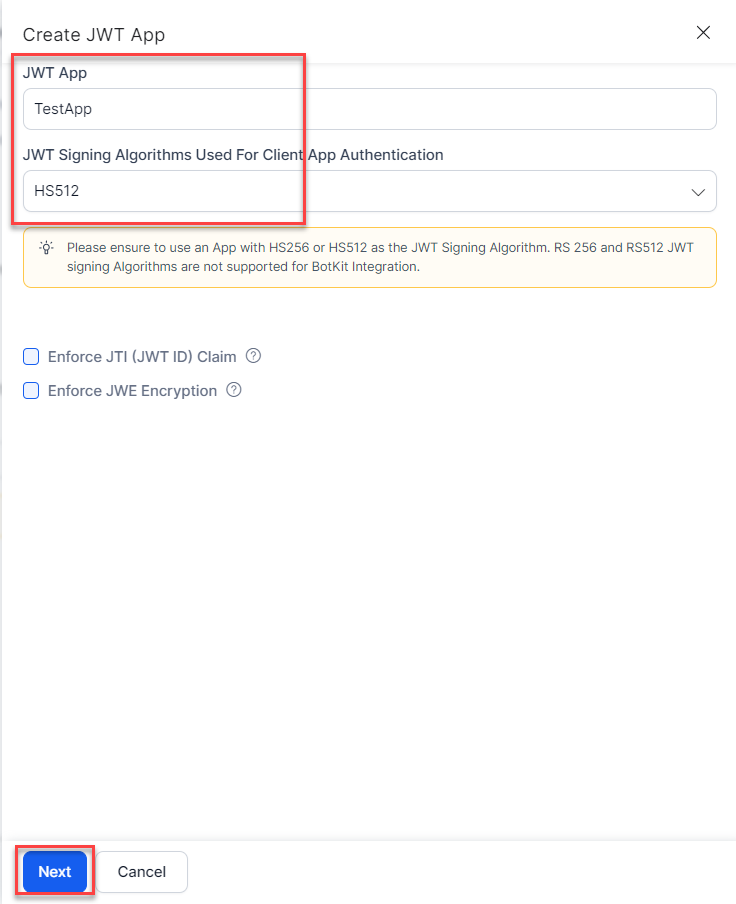 Create JWT App
JWT App
TestApp
JWT Signing Algorithms Used For Client App Authentication
HS512
Please ensure to use an App with HS256 or HS512 as the JWT Signing Algorithm. RS 256 and RS512 JWT
signing Algorithms are not supported for BotKit Integration.
Enforce JTI (JWT ID) Claim
Enforce JWE Encryption
Next Cancel